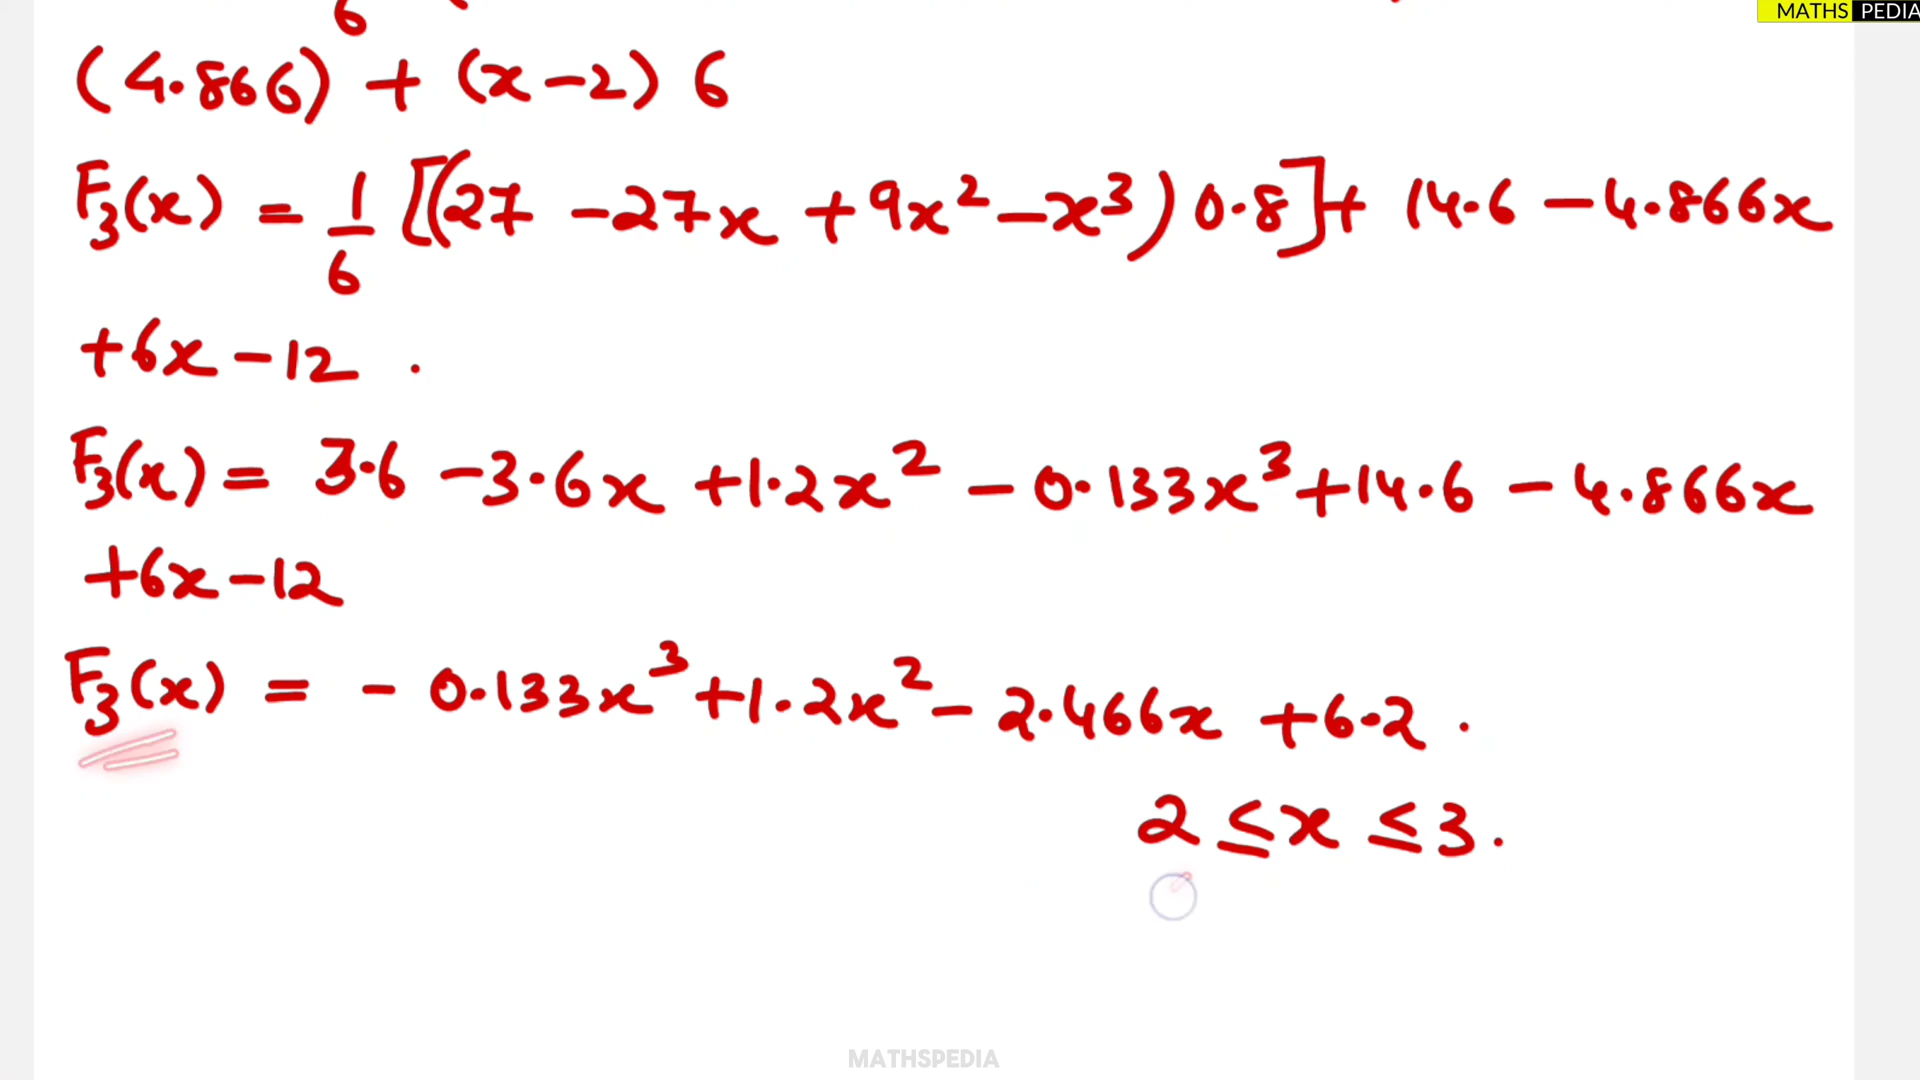 MATHS PEDIA
6
(4.866) + (x-2) 6
F₃(x) = 1/6 [(27 -27x +9x² -x³) 0.8] + 14.6 -4.866x
+6x-12 .
F₃(x) = 3.6 -3.6x +1.2x² - 0.133x³ +14.6 - 4.866x
+6x-12
F₃(x) = - 0.133x³ +1.2x² - 2.466x +6.2 .
2 ≤ x ≤ 3.
MATHSPEDIA